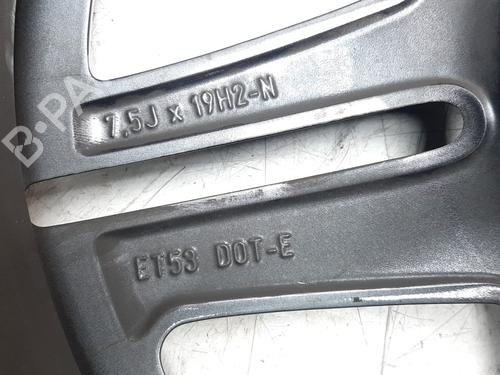 B-PA
7.5J x 19H2-N
ET53 DOT-E